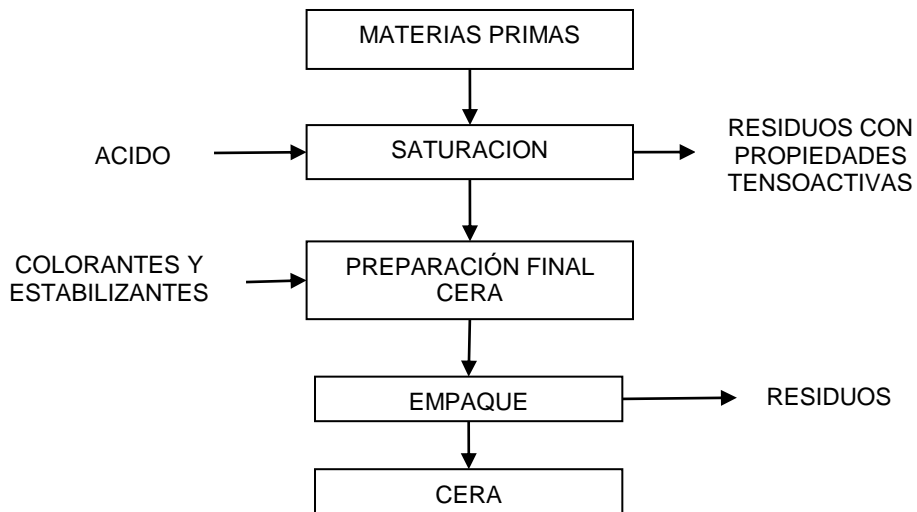 MATERIAS PRIMAS
ACIDO
SATURACION
RESIDUOS CON
PROPIEDADES
TENSOACTIVAS
COLORANTES Y
ESTABILIZANTES
PREPARACIÓN FINAL
CERA
EMPAQUE
RESIDUOS
CERA